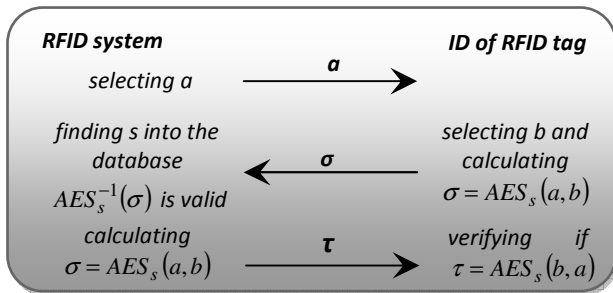 RFID system ID of RFID tag
a
selecting a
finding s into the selecting b and
database σ calculating
AES_s^{-1}(σ) is valid σ = AES_s(a,b)
calculating τ verifying if
σ = AES_s(a,b) τ = AES_s(b,a)